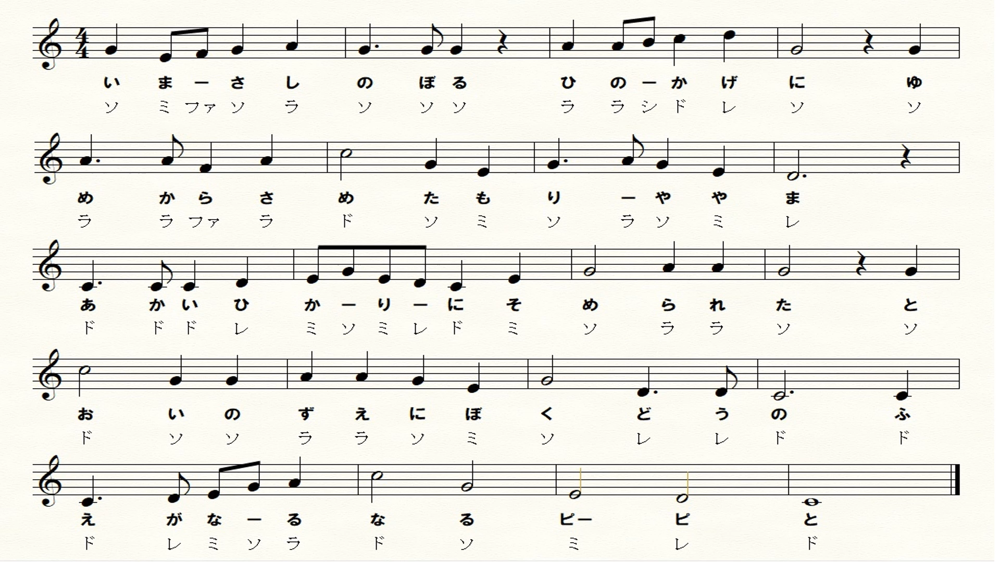 4/4
い ま ー さ し の ぼ る ひ の ー か げ に ゆ
ソ ミ ファ ソ ラ ソ ソ ソ ラ ラ シ ド レ ソ ソ
め か ら さ め た も り ー や や ま
ラ ラ ファ ラ ド ソ ミ ソ ラ ソ ミ レ
あ か い ひ か ー り ー に そ め ら れ た と
ド ド ド レ ミ ソ ミ レ ド ミ ソ ラ ラ ソ ソ
お い の ず え に ぼ く ど う の ふ
ド ソ ソ ラ ラ ソ ミ ソ レ レ ド ド
え が な ー る な る ピー ピ と
ド レ ミ ソ ラ ド ソ ミ レ ド